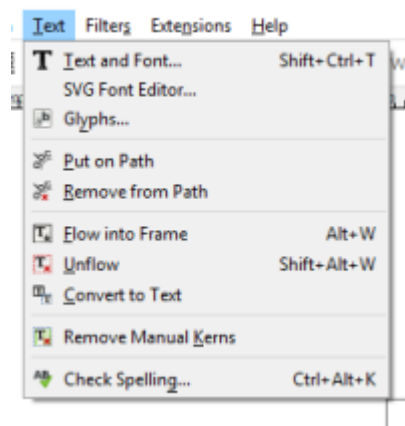 Text Filters Extensions Help
Text and Font... Shift+Ctrl+T
SVG Font Editor...
Glyphs...
Put on Path
Remove from Path
Flow into Frame Alt+W
Unflow Shift+Alt+W
Convert to Text
Remove Manual Kerns
Check Spelling... Ctrl+Alt+K